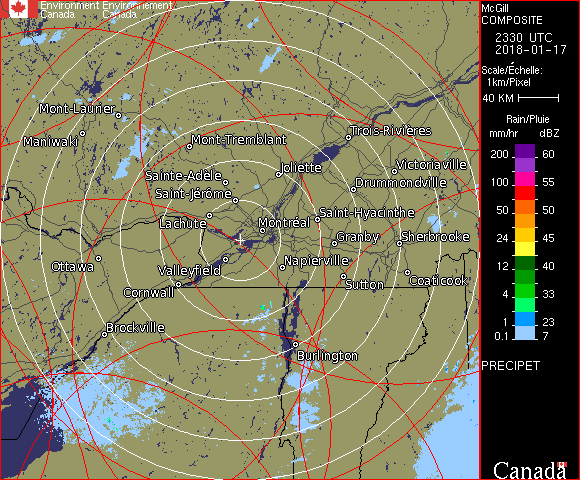 Environment Environnement
Canada Canada
McGill
COMPOSITE
2330 UTC
2018-01-17
Scale/Échelle:
1km/Pixel
40 KM
Rain/Pluie
mm/hr dBZ
200 60
100 55
50 50
24 45
12 40
4 33
1 23
0.1 7
PRECIPET
Canada
Mont-Laurier
Maniwaki
Mont-Tremblant
Trois-Rivières
Joliette
Victoriaville
Sainte-Adèle
Drummondville
Saint-Jérôme
Lachute
Saint-Hyacinthe
Montréal
Granby
Sherbrooke
Ottawa
Valleyfield
Napierville
Coaticook
Cornwall
Sutton
Brockville
Burlington